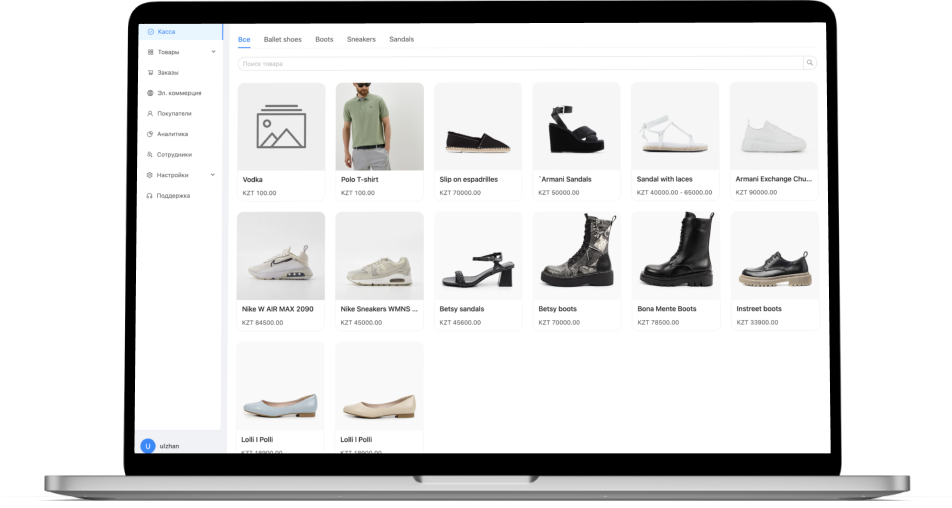 Касса
Товары
Заказы
Эл. коммерция
Покупатели
Аналитика
Сотрудники
Настройки
Поддержка
U ulzhan
Все Ballet shoes Boots Sneakers Sandals
Поиск товара
Vodka
KZT 100.00
Polo T-shirt
KZT 100.00
Slip on espadrilles
KZT 70000.00
`Armani Sandals
KZT 50000.00
Sandal with laces
KZT 40000.00 - 65000.00
Armani Exchange Chu...
KZT 90000.00
Nike W AIR MAX 2090
KZT 84500.00
Nike Sneakers WMNS ...
KZT 45000.00
Betsy sandals
KZT 45600.00
Betsy boots
KZT 70000.00
Bona Mente Boots
KZT 78500.00
Instreet boots
KZT 33900.00
Lolli I Polli
KZT 18900.00
Lolli I Polli
KZT 18900.00